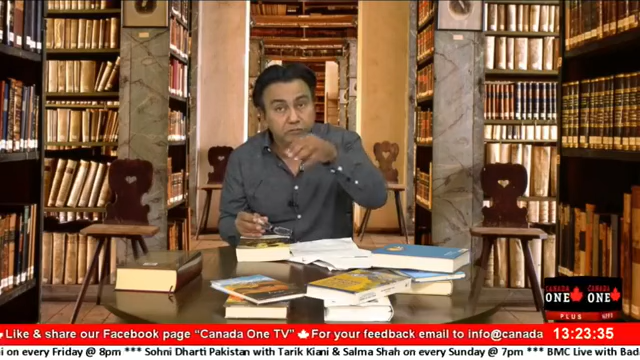 CANADA CANADA
ONE ONE
PLUS
Like & share our Facebook page “Canada One TV” For your feedback email to info@canada 13:23:35
i on every Friday @ 8pm *** Sohni Dharti Pakistan with Tarik Kiani & Salma Shah on every Sunday @ 7pm *** BMC Live with Bad